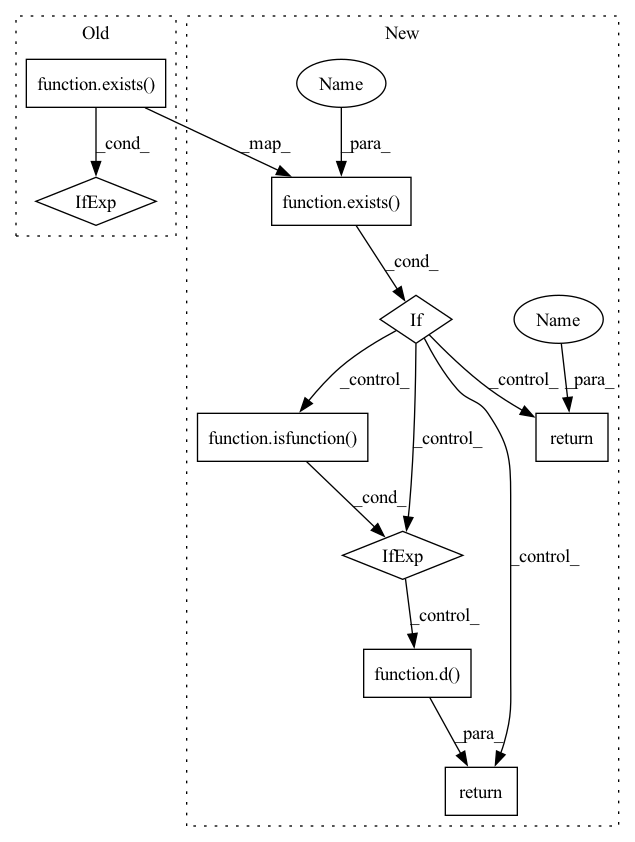 Old
New
function.exists()
Name
_cond_
_map_
_para_
IfExp
function.exists()
_cond_
If
Name
_control_
_control_
_para_
function.isfunction()
_control_
return
_cond_
_control_
IfExp
_control_
function.d()
_para_
return